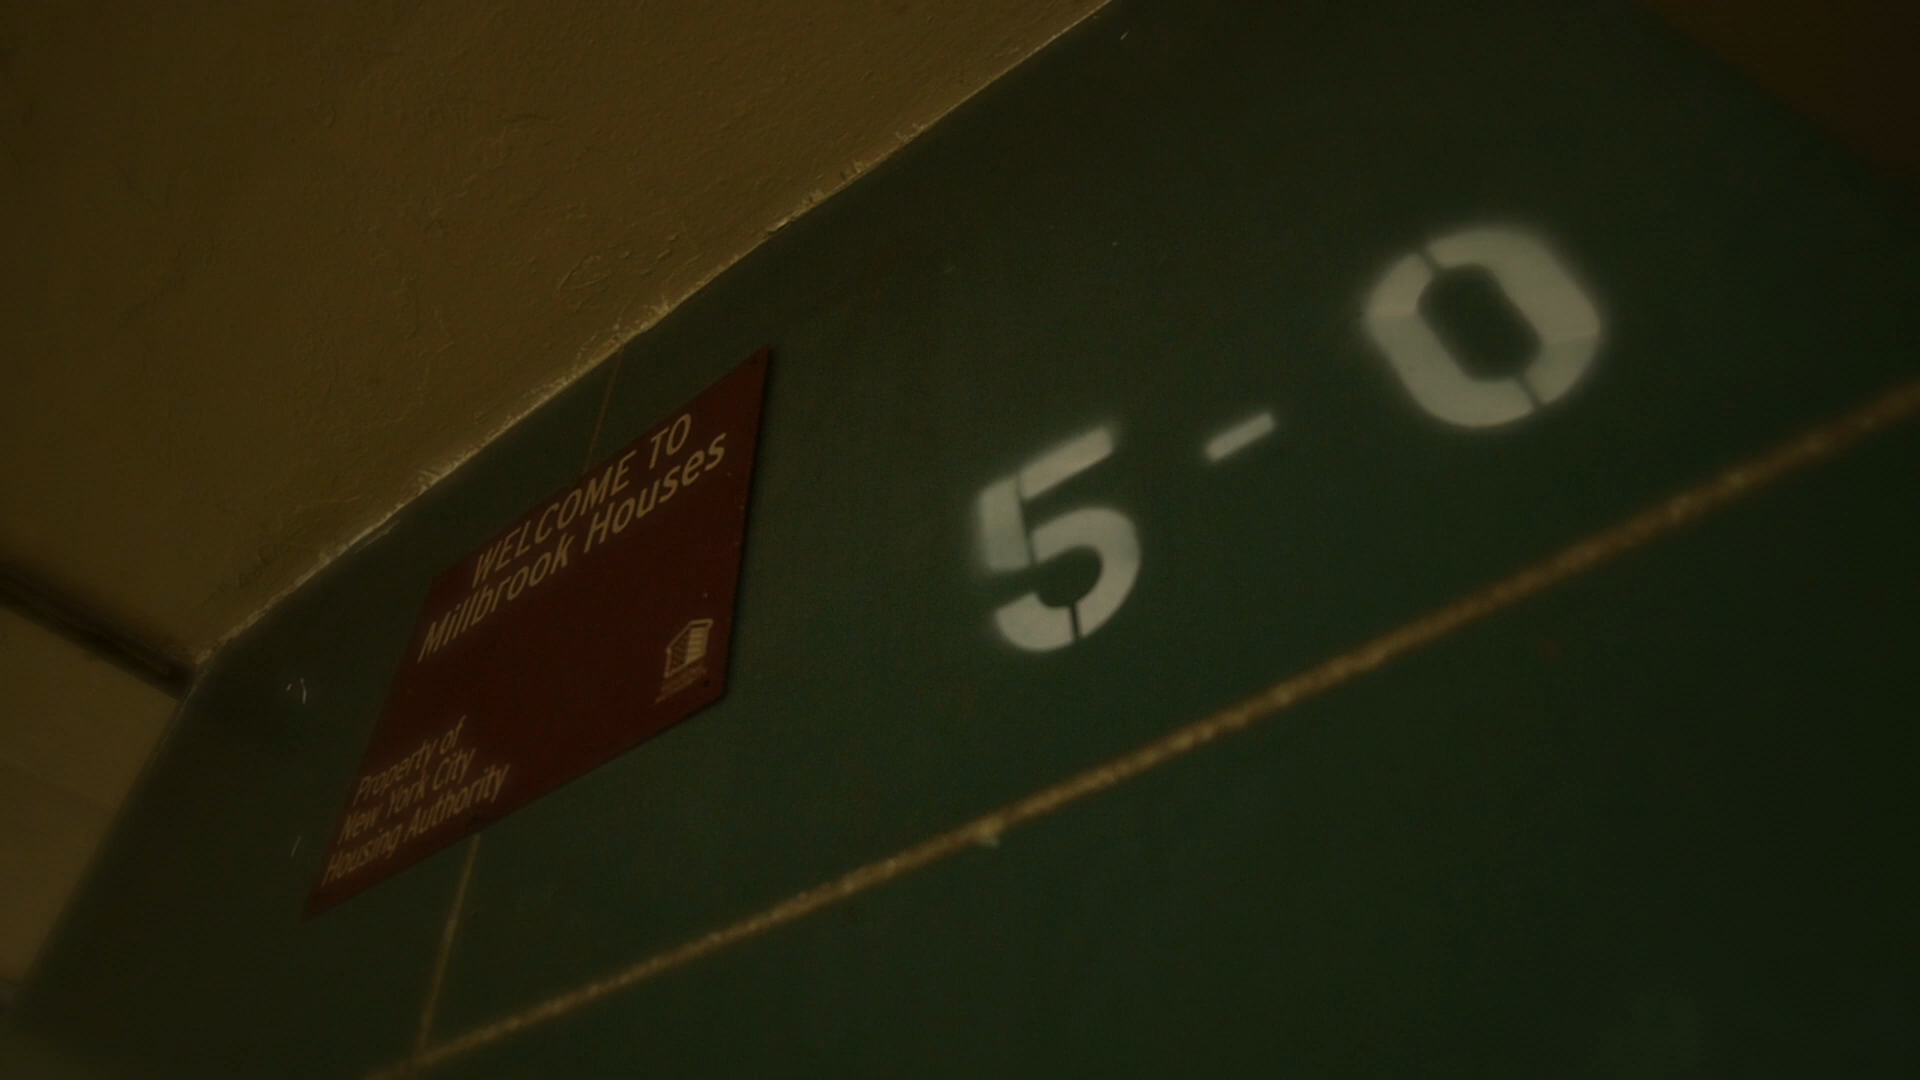 WELCOME TO
Millbrook Houses
Property of
New York City
Housing Authority
5-0